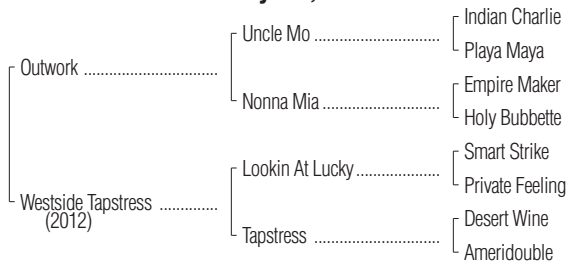 Indian Charlie
Uncle Mo ..............................
Playa Maya
Outwork ................................
Empire Maker
Nonna Mia ............................
Holy Bubbette
Smart Strike
Lookin At Lucky....................
Private Feeling
Westside Tapstress ..............
(2012)
Desert Wine
Tapstress ..............................
Ameridouble